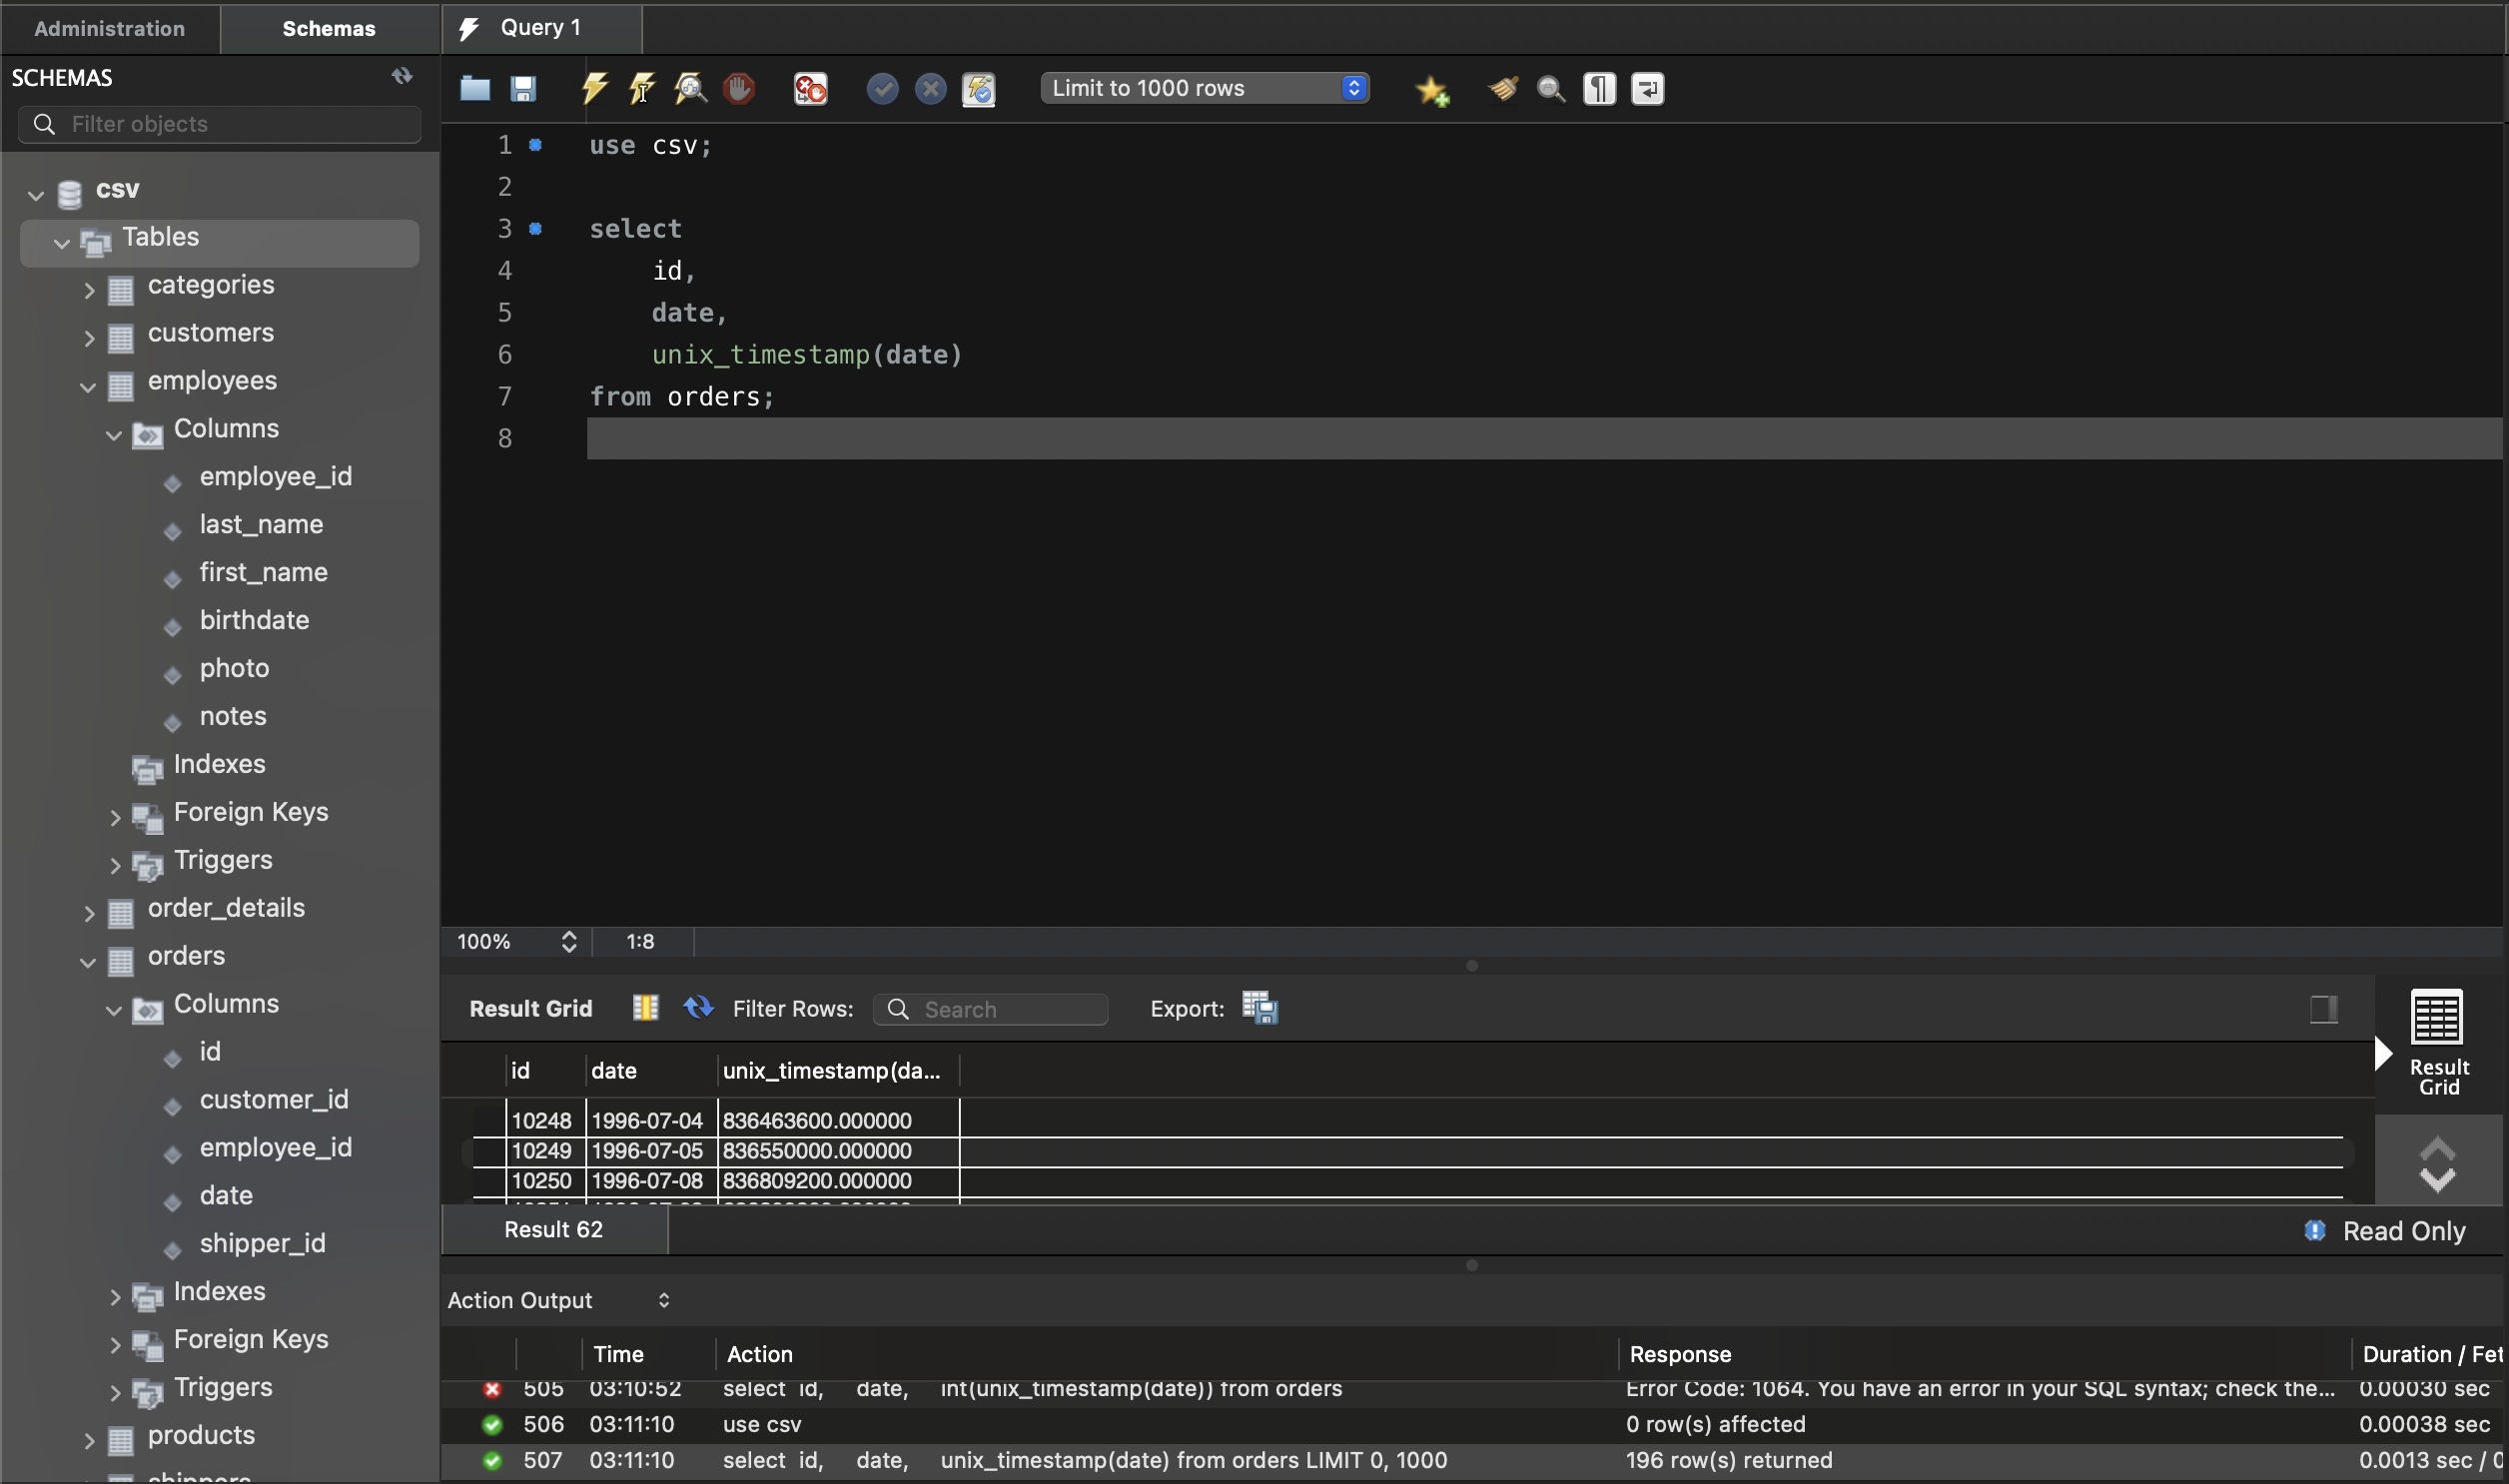 Administration
Schemas
Query 1
SCHEMAS
Filter objects
Limit to 1000 rows
csv
Tables
categories
customers
employees
Columns
employee_id
last_name
first_name
birthdate
photo
notes
Indexes
Foreign Keys
Triggers
order_details
orders
Columns
id
customer_id
employee_id
date
shipper_id
Indexes
Foreign Keys
Triggers
products
shippers
1 use csv;
2
3 select
4 id,
5 date,
6 unix_timestamp(date)
7 from orders;
8
100% 1:8
Result Grid Filter Rows: Search Export:
id date unix_timestamp(da...
10248 1996-07-04 836463600.000000
10249 1996-07-05 836550000.000000
10250 1996-07-08 836809200.000000
Result Grid
Result 62 Read Only
Action Output
Time Action Response Duration / Fet
505 03:10:52 select id, date, int(unix_timestamp(date)) from orders Error Code: 1064. You have an error in your SQL syntax; check the... 0.00030 sec
506 03:11:10 use csv 0 row(s) affected 0.00038 sec
507 03:11:10 select id, date, unix_timestamp(date) from orders LIMIT 0, 1000 196 row(s) returned 0.0013 sec / 0